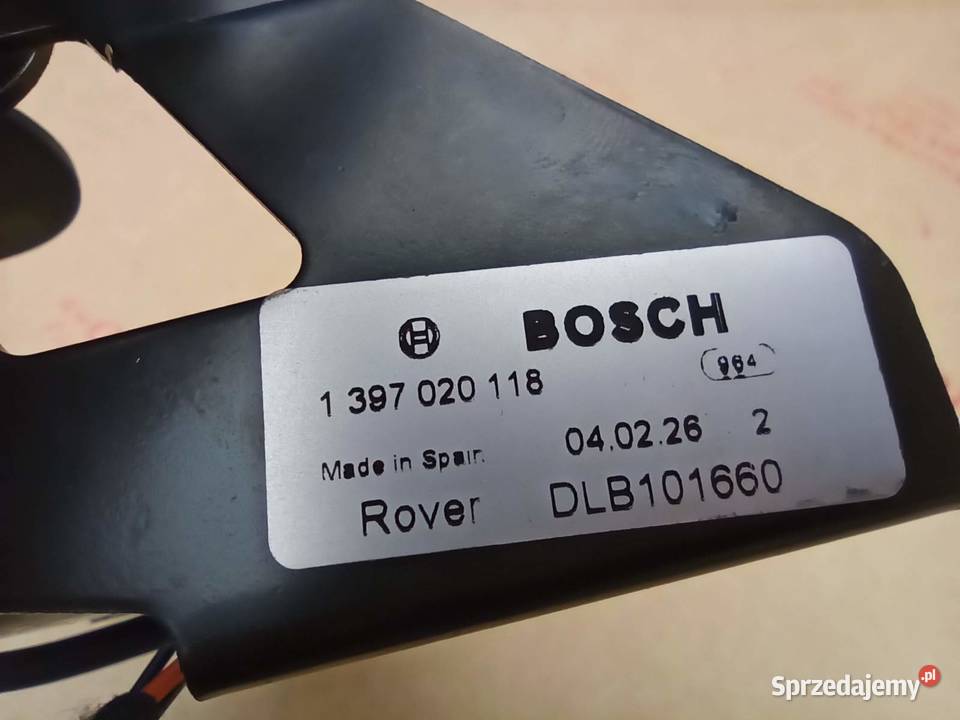 BOSCH
964
1 397 020 118
Made in Spain.
04.02.26 2
Rover DLB101660
Sprzedajemy.pl